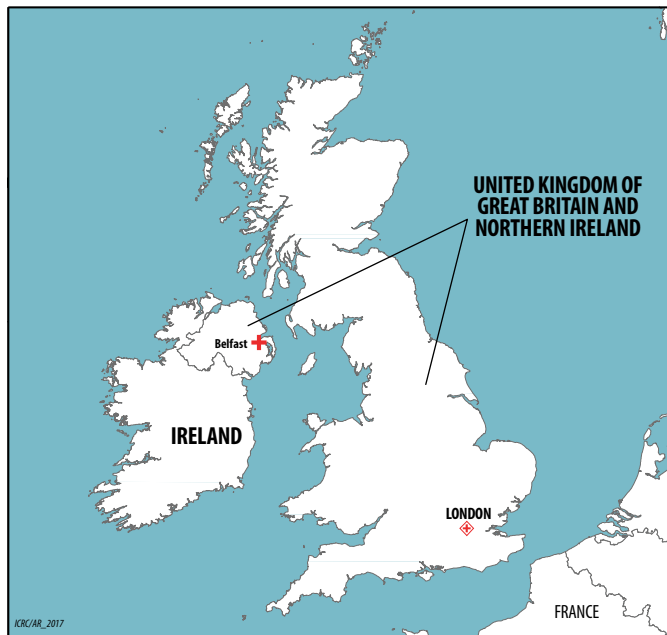 UNITED KINGDOM OF
GREAT BRITAIN AND
NORTHERN IRELAND
Belfast
IRELAND
LONDON
FRANCE
ICRC/AR_2017